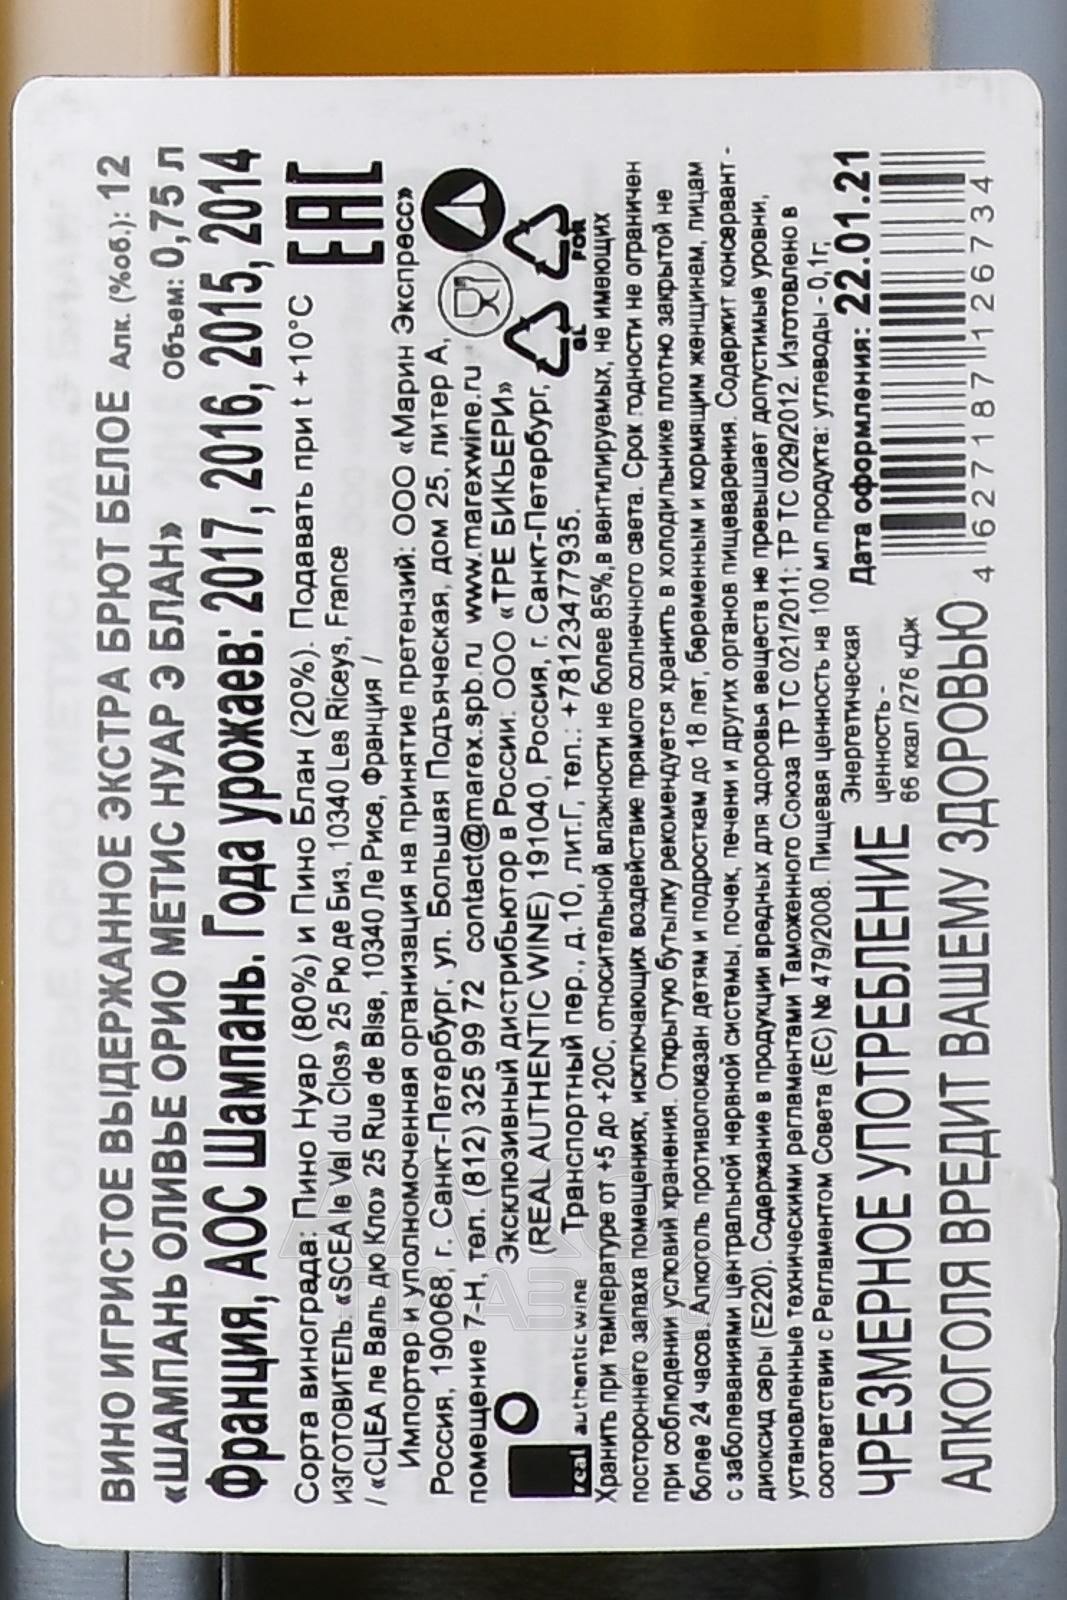 ВИНО ИГРИСТОЕ ВЫДЕРЖАННОЕ ЭКСТРА БРЮТ БЕЛОЕ Алк. (%об.): 12
«ШАМПАНЬ ОЛИВЬЕ ОРИО МЕТИС НУАР Э БЛАН» Объем: 0,75 л
Франция, АОС Шампань. Года урожаев: 2017, 2016, 2015, 2014
Сорта винограда: Пино Нуар (80%) и Пино Блан (20%). Подавать при t +10°C
ИЗГОТОВИТЕЛЬ: «SCEA le Val du Clos» 25 Рю де Биз, 10340 Les Riceys, France
/ «СЦЕА ле Валь дю Кло» 25 Rue de Bise, 10340 Ле Рисе, Франция /
EAC
Импортер и уполномоченная организация на принятие претензий: ООО «Марин Экспресс»
Россия, 190068, г. Санкт-Петербург, ул. Большая Подъяческая, дом 25, литер А,
помещение 7-Н, тел. (812) 325 99 72 contact@marex.spb.ru www.marexwine.ru
Эксклюзивный дистрибьютор в России: ООО «ТРЕ БИКЬЕРИ»
(REAL AUTHENTIC WINE) 191040, Россия, г. Санкт-Петербург,
Транспортный пер., д. 10, лит.Г, тел.: +78123477935.
GL FOR
real authentic wine
Хранить при температуре от +5 до +20С, относительной влажности не более 85%,в вентилируемых, не имеющих
постороннего запаха помещениях, исключающих воздействие прямого солнечного света. Срок годности не ограничен
при соблюдении условий хранения. Открытую бутылку рекомендуется хранить в холодильнике плотно закрытой не
более 24 часов. Алкоголь противопоказан детям и подросткам до 18 лет, беременным и кормящим женщинам, лицам
с заболеваниями центральной нервной системы, почек, печени и других органов пищеварения. Содержит консервант -
диоксид серы (Е220). Содержание в продукции вредных для здоровья веществ не превышает допустимые уровни,
установленные техническими регламентами Таможенного Союза ТР ТС 021/2011; ТР ТС 029/2012. Изготовлено в
соответствии с Регламентом Совета (ЕС) № 479/2008. Пищевая ценность на 100 мл продукта: углеводы - 0,1г,
Энергетическая
ценность -
66 ккал /276 кДж
Дата оформления: 22.01.21
ЧРЕЗМЕРНОЕ УПОТРЕБЛЕНИЕ
АЛКОГОЛЯ ВРЕДИТ ВАШЕМУ ЗДОРОВЬЮ
4 627187 126734